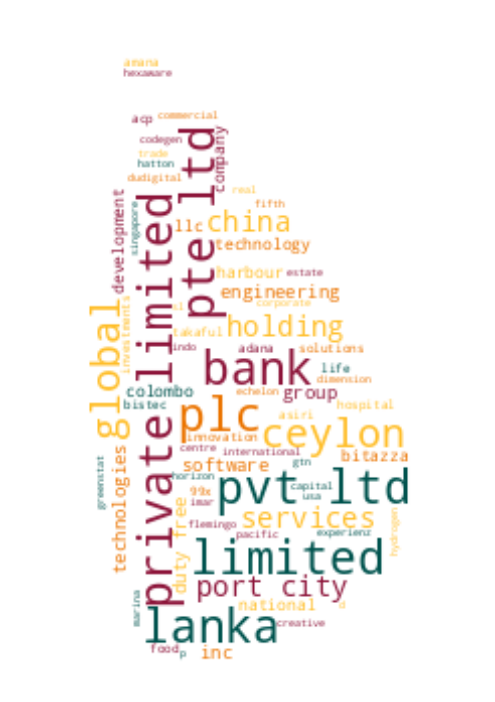 amana
hexaware
acp
commercial
codegen
trade
hatton
dudigital
company
pte ltd
real
development
singapore
private limited
fifth
llc
china
technology
harbour
estate
engineering
corporate
investments
global
takaful
holding
indo
adana
solutions
bank
life
dimension
colombo
echelon
group
bistec
plc
hospital
asiri
ceylon
innovation
centre
international
bitazza
technologies
greenstat
software
gtn
horizon
pvt ltd
capital
usa
99x
imar
duty free
services
flemingo
pacific
experienz
hydrogen
limited
port city
marina
national
a
lanka
creative
food
p
inc